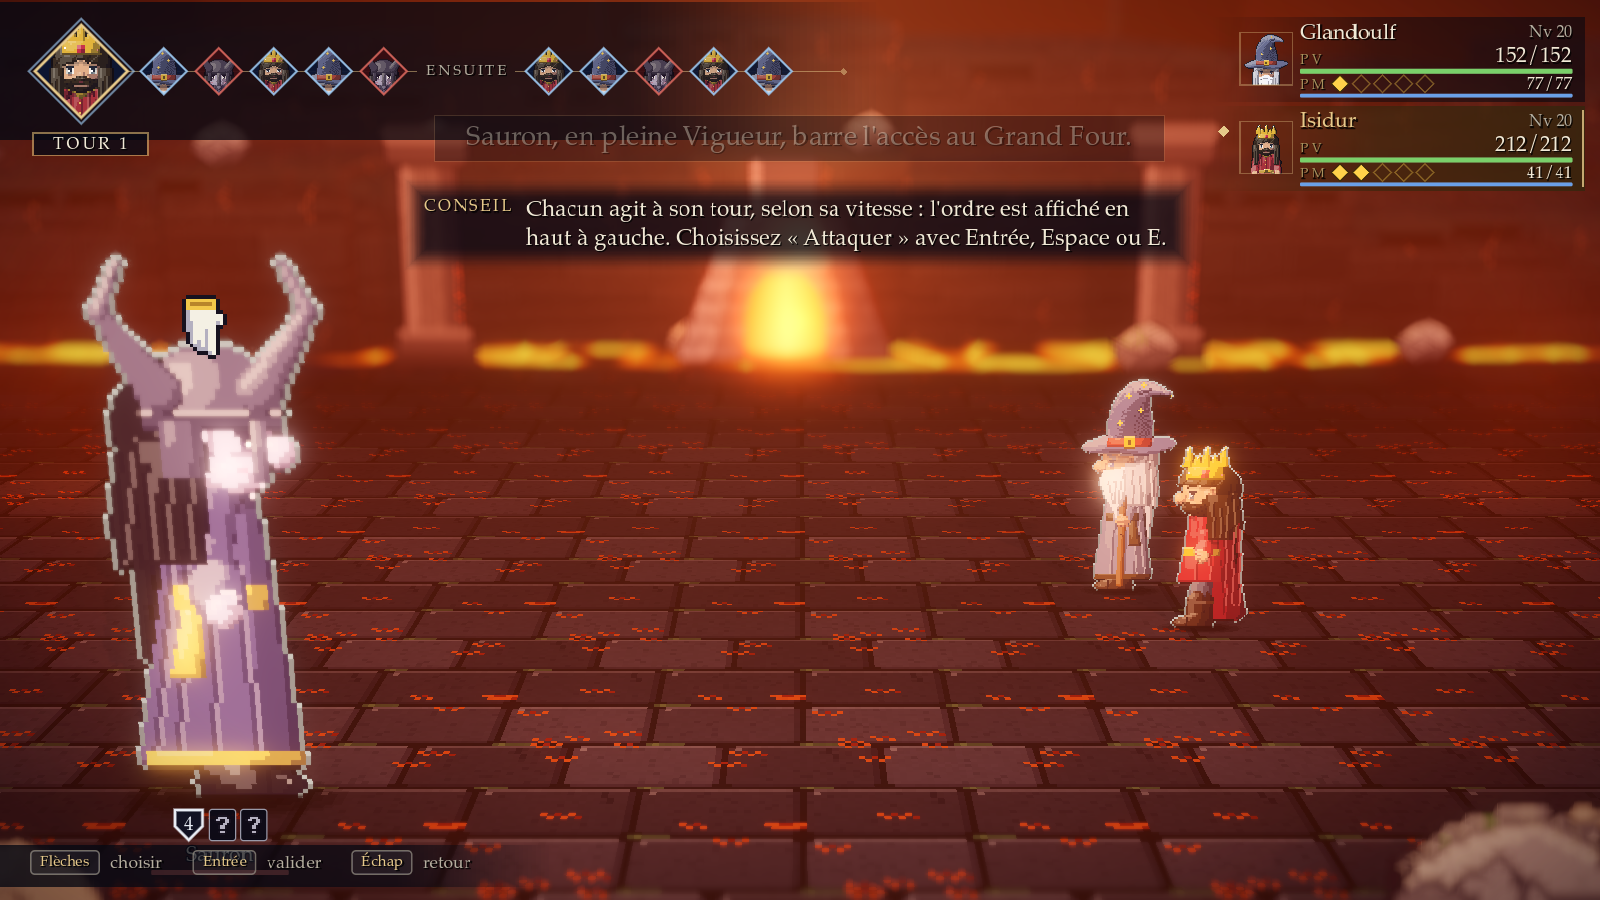 ENSUITE
TOUR 1
Sauron, en pleine Vigueur, barre l'accès au Grand Four.
CONSEIL Chacun agit à son tour, selon sa vitesse : l'ordre est affiché en
haut à gauche. Choisissez « Attaquer » avec Entrée, Espace ou E.
Glandoulf Nv 20
PV 152/152
PM 77/77
Isidur Nv 20
PV 212/212
PM 41/41
4 ? ?
Sauron
Flèches choisir Entrée valider Échap retour